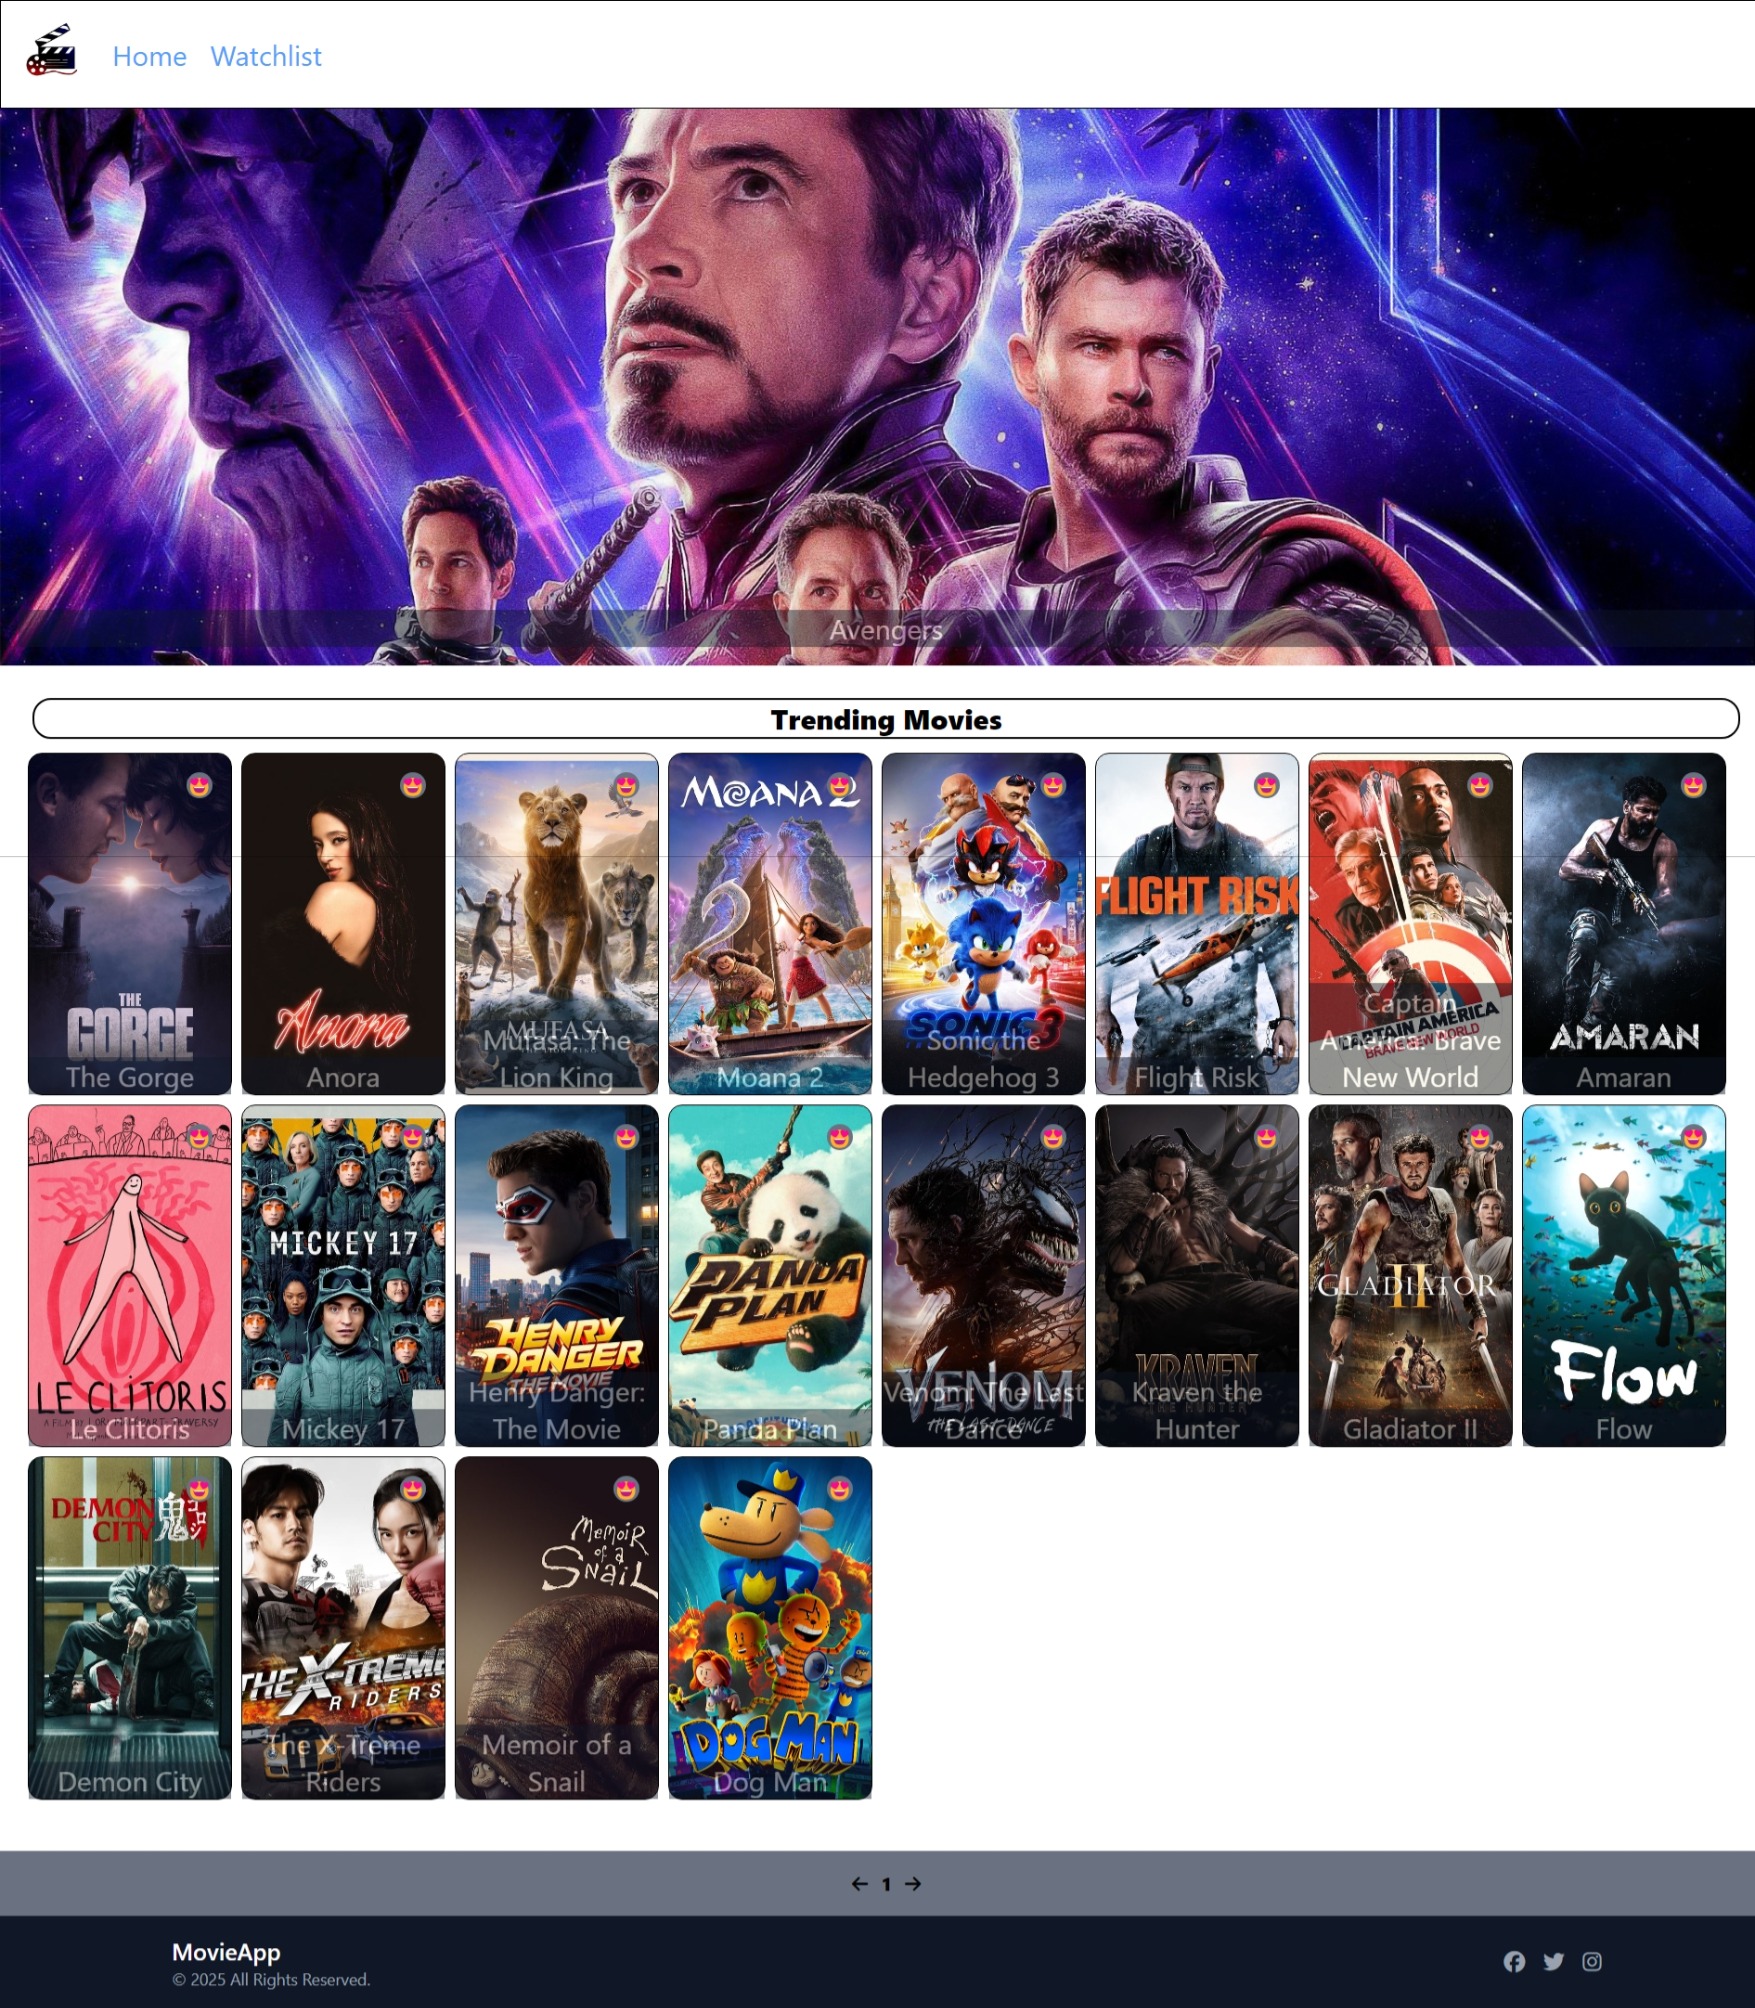 Home Watchlist
Avengers
Trending Movies
THE
GORGE
The Gorge
Anora
Anora
MUFASA
Mufasa: The
Lion King
MOANA 2
Moana 2
SONIC 3
Sonic the
Hedgehog 3
FLIGHT RISK
Flight Risk
CAPTAIN AMERICA
BRAVE NEW WORLD
Captain
America: Brave
New World
AMARAN
Amaran
LE CLITORIS
Le Clitoris
MICKEY 17
Mickey 17
HENRY
DANGER
THE MOVIE
Henry Danger:
The Movie
PANDA
PLAN
Panda Plan
VENOM
THE LAST DANCE
Venom: The Last
Dance
KRAVEN
THE HUNTER
Kraven the
Hunter
GLADIATOR
II
Gladiator II
Flow
Flow
DEMON
CITY 鬼
Demon City
THE X-TREME
RIDERS
The X-Treme
Riders
Memoir
of a
Snail
Memoir of a
Snail
DOG MAN
Dog Man
← 1 →
MovieApp
© 2025 All Rights Reserved.